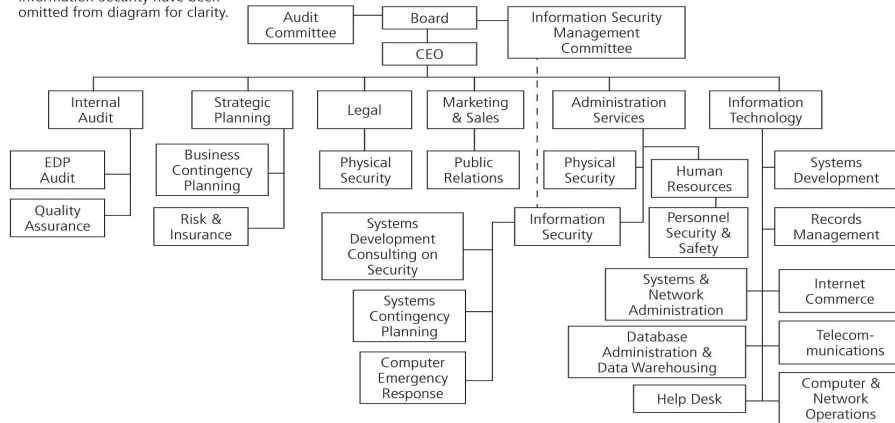 Information Security have been
omitted from diagram for clarity.
Audit
Committee
Board
Information Security
Management
Committee
CEO
Internal
Audit
Strategic
Planning
Legal
Marketing
& Sales
Administration
Services
Information
Technology
EDP
Audit
Business
Contingency
Planning
Physical
Security
Public
Relations
Physical
Security
Human
Resources
Systems
Development
Quality
Assurance
Risk &
Insurance
Systems
Development
Consulting on
Security
Information
Security
Personnel
Security &
Safety
Records
Management
Systems
Contingency
Planning
Systems &
Network
Administration
Internet
Commerce
Computer
Emergency
Response
Database
Administration &
Data Warehousing
Telecom-
munications
Help Desk
Computer &
Network
Operations